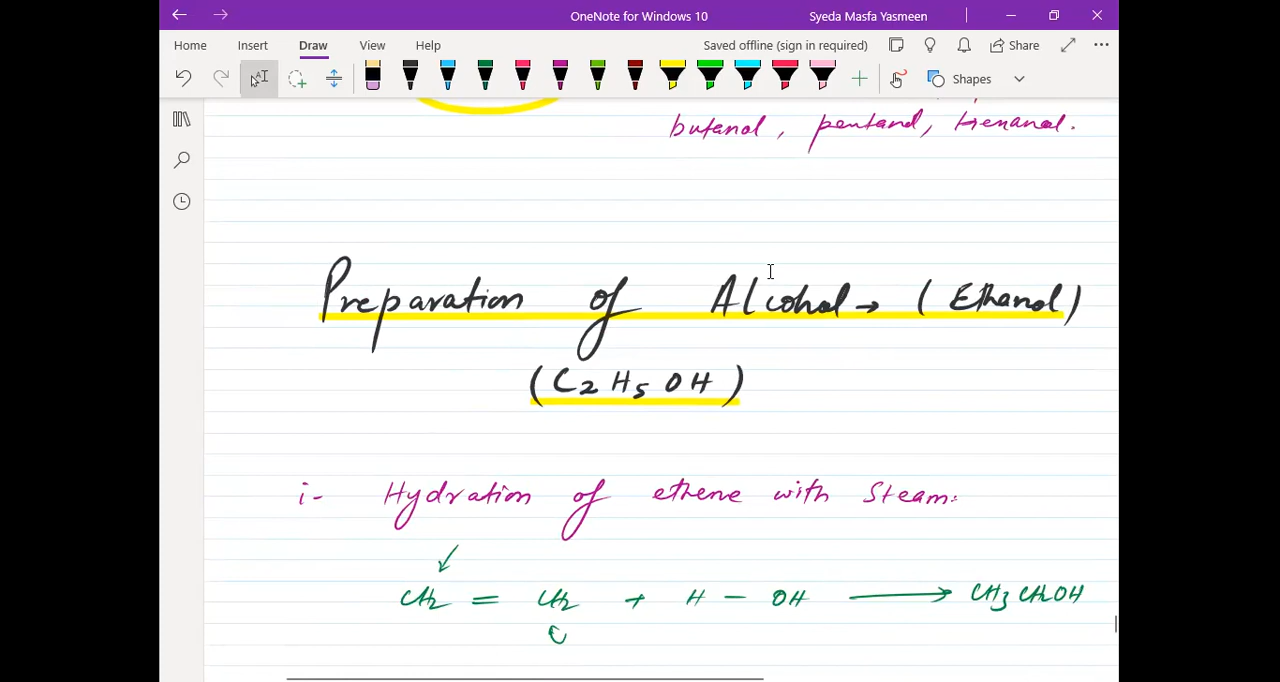 OneNote for Windows 10
Syeda Masfa Yasmeen
Home Insert Draw View Help
Saved offline (sign in required)
Share
Shapes
butanol, pentanol,
Preparation of Alcohol → (Ethanol)
(C2H5OH)
i- Hydration of ethene with Steam:
CH2 = CH2 + H - OH → CH3CH2OH